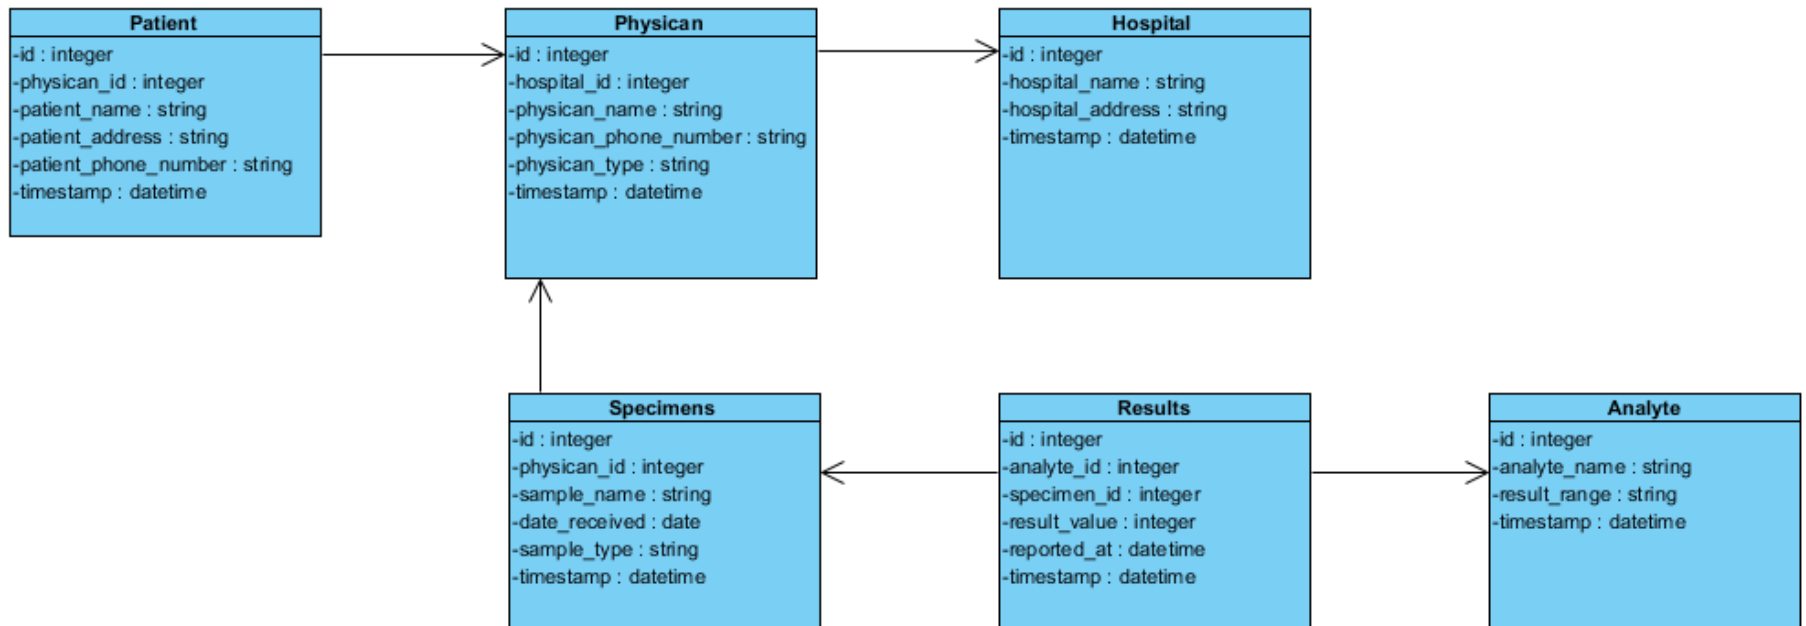 Patient
-id : integer
-physican_id : integer
-patient_name : string
-patient_address : string
-patient_phone_number : string
-timestamp : datetime
Physican
-id : integer
-hospital_id : integer
-physican_name : string
-physican_phone_number : string
-physican_type : string
-timestamp : datetime
Hospital
-id : integer
-hospital_name : string
-hospital_address : string
-timestamp : datetime
Specimens
-id : integer
-physican_id : integer
-sample_name : string
-date_received : date
-sample_type : string
-timestamp : datetime
Results
-id : integer
-analyte_id : integer
-specimen_id : integer
-result_value : integer
-reported_at : datetime
-timestamp : datetime
Analyte
-id : integer
-analyte_name : string
-result_range : string
-timestamp : datetime